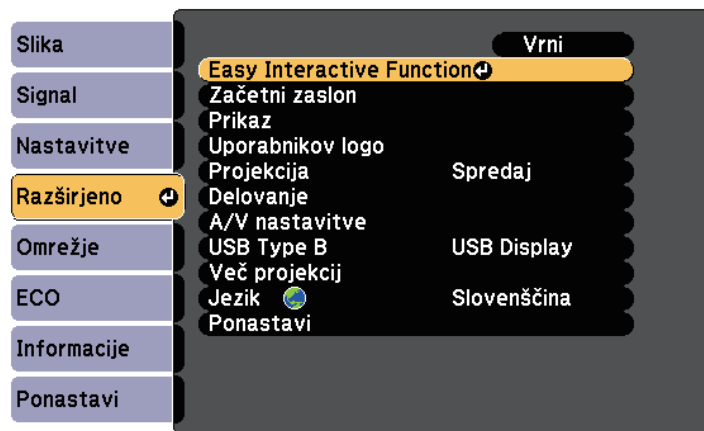 Slika
Signal
Nastavitve
Razširjeno
Omrežje
ECO
Informacije
Ponastavi
Vrni
Easy Interactive Function
Začetni zaslon
Prikaz
Uporabnikov logo
Projekcija Spredaj
Delovanje
A/V nastavitve
USB Type B USB Display
Več projekcij
Jezik Slovenščina
Ponastavi